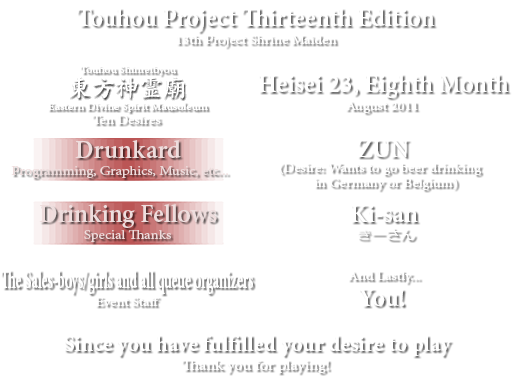 Touhou Project Thirteenth Edition
13th Project Shrine Maiden
Touhou Shinreibyou
東方神霊廟
Eastern Divine Spirit Mausoleum
Ten Desires
Heisei 23, Eighth Month
August 2011
Drunkard
Programming, Graphics, Music, etc...
ZUN
(Desire: Wants to go beer drinking
in Germany or Belgium)
Drinking Fellows
Special Thanks
Ki-san
きーさん
The Sales-boys/girls and all queue organizers
Event Staff
And Lastly...
You!
Since you have fulfilled your desire to play
Thank you for playing!